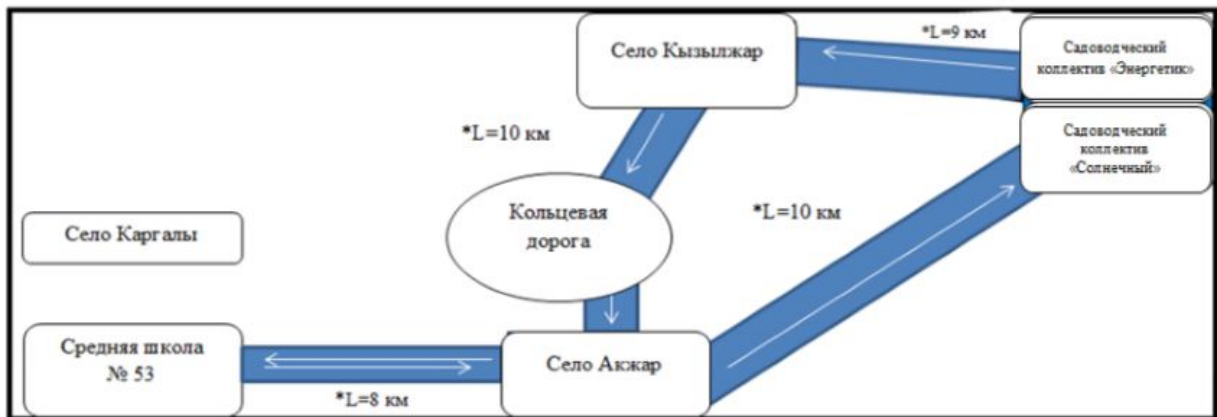 *L=9 км
Село Кызылжар
Садоводческий
коллектив «Энергетик»
*L=10 км
Садоводческий
коллектив
«Солнечный»
Кольцевая
дорога
*L=10 км
Село Каргалы
Средняя школа
№ 53
Село Акжар
*L=8 км